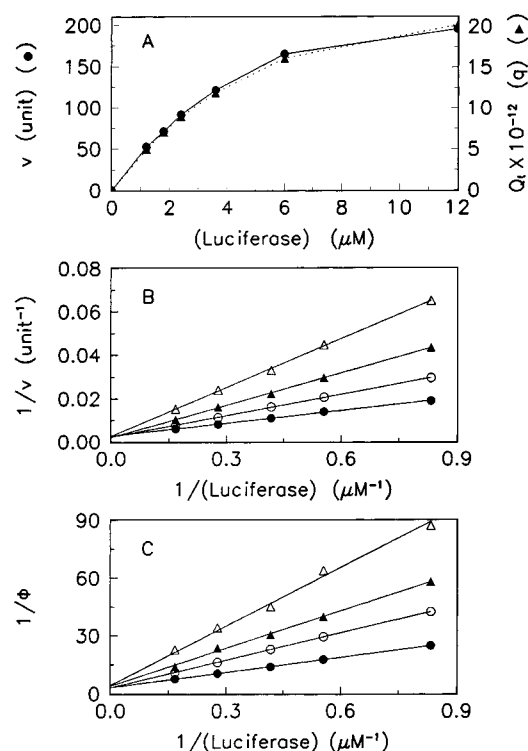 A
v (unit) (●)
200
150
100
50
0
20
15
10
5
0
Qt X 10⁻¹² (q) (▲)
0 2 4 6 8 10 12
(Luciferase) (μM)
B
1/v (unit⁻¹)
0.08
0.06
0.04
0.02
0.00
0.0 0.3 0.6 0.9
1/(Luciferase) (μM⁻¹)
C
1/Φ
90
60
30
0
0.0 0.3 0.6 0.9
1/(Luciferase) (μM⁻¹)